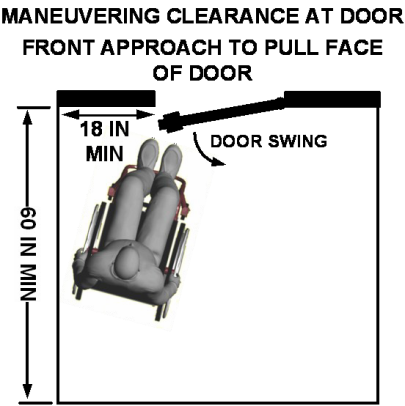 MANEUVERING CLEARANCE AT DOOR
FRONT APPROACH TO PULL FACE
OF DOOR
18 IN
MIN
DOOR SWING
60 IN MIN